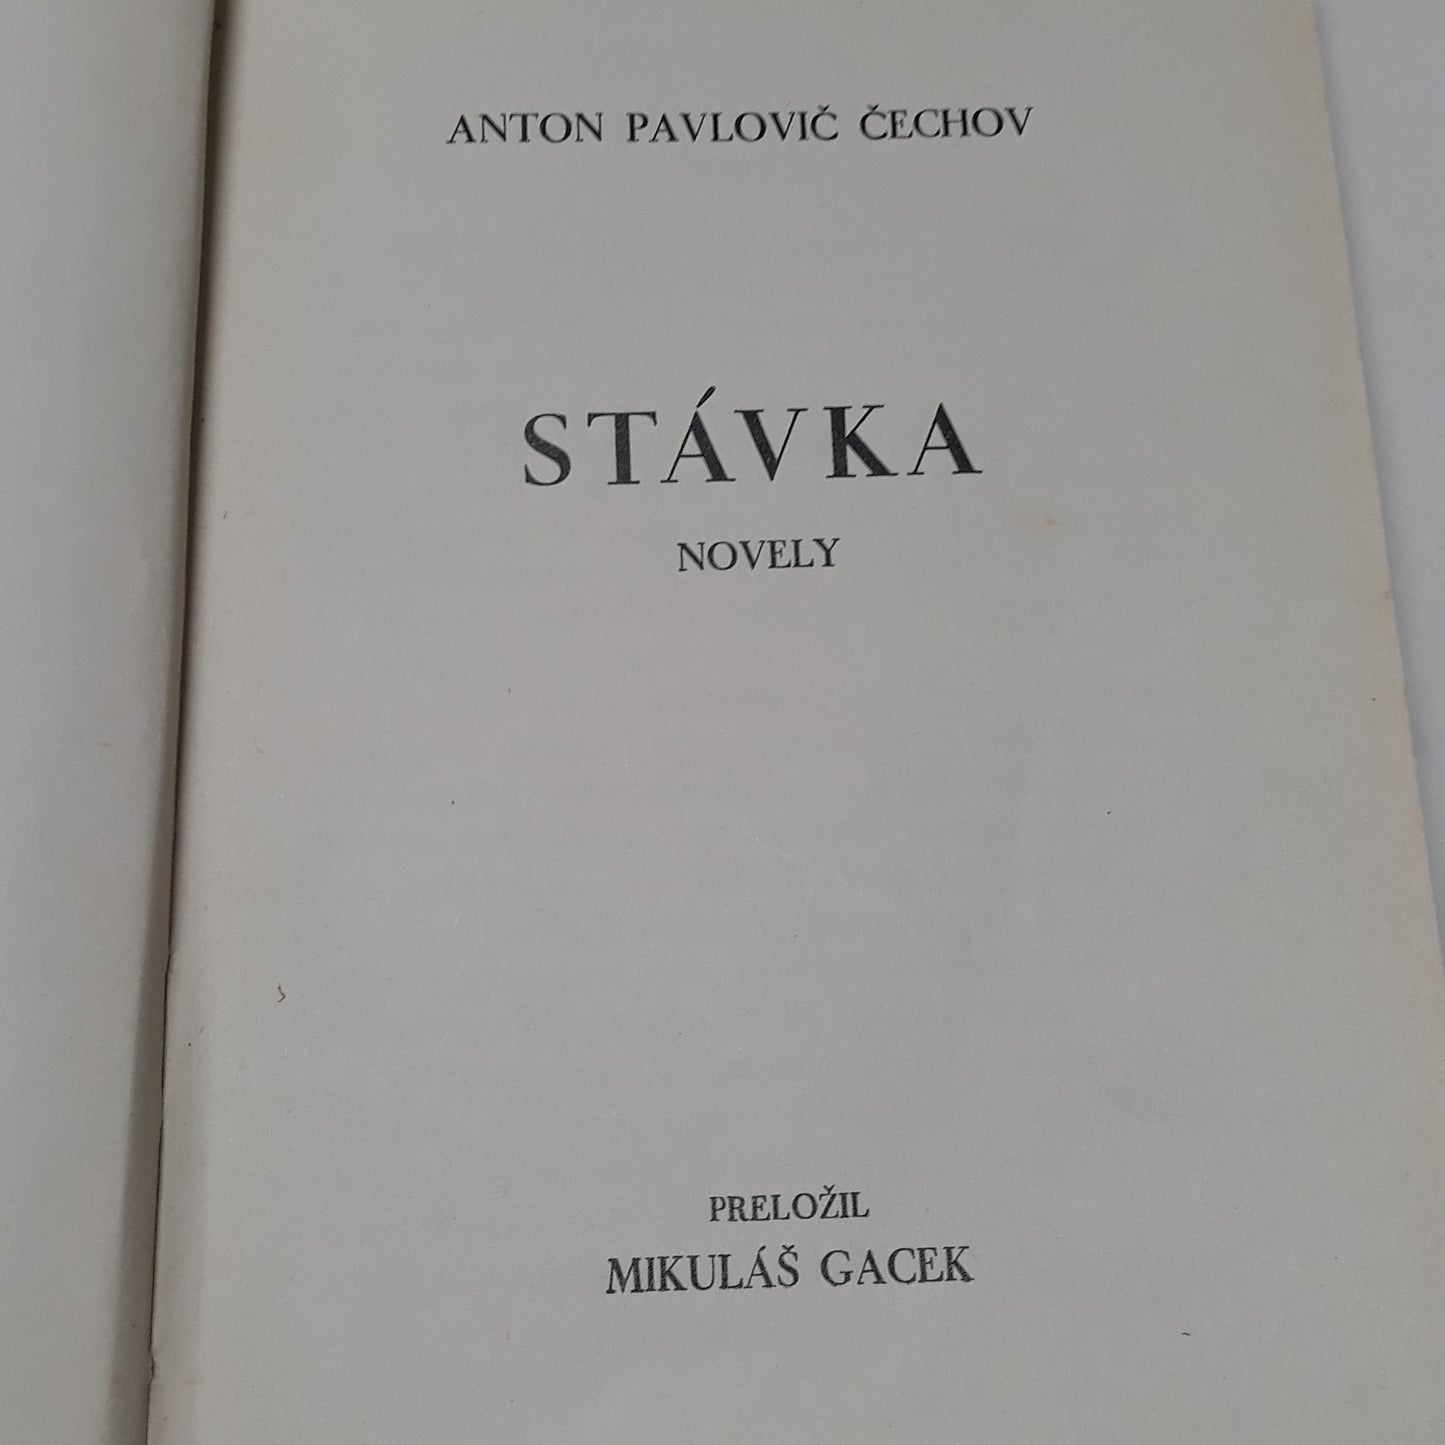 ANTON PAVLOVIČ ČECHOV
STÁVKA
NOVELY
PRELOŽIL
MIKULÁŠ GACEK